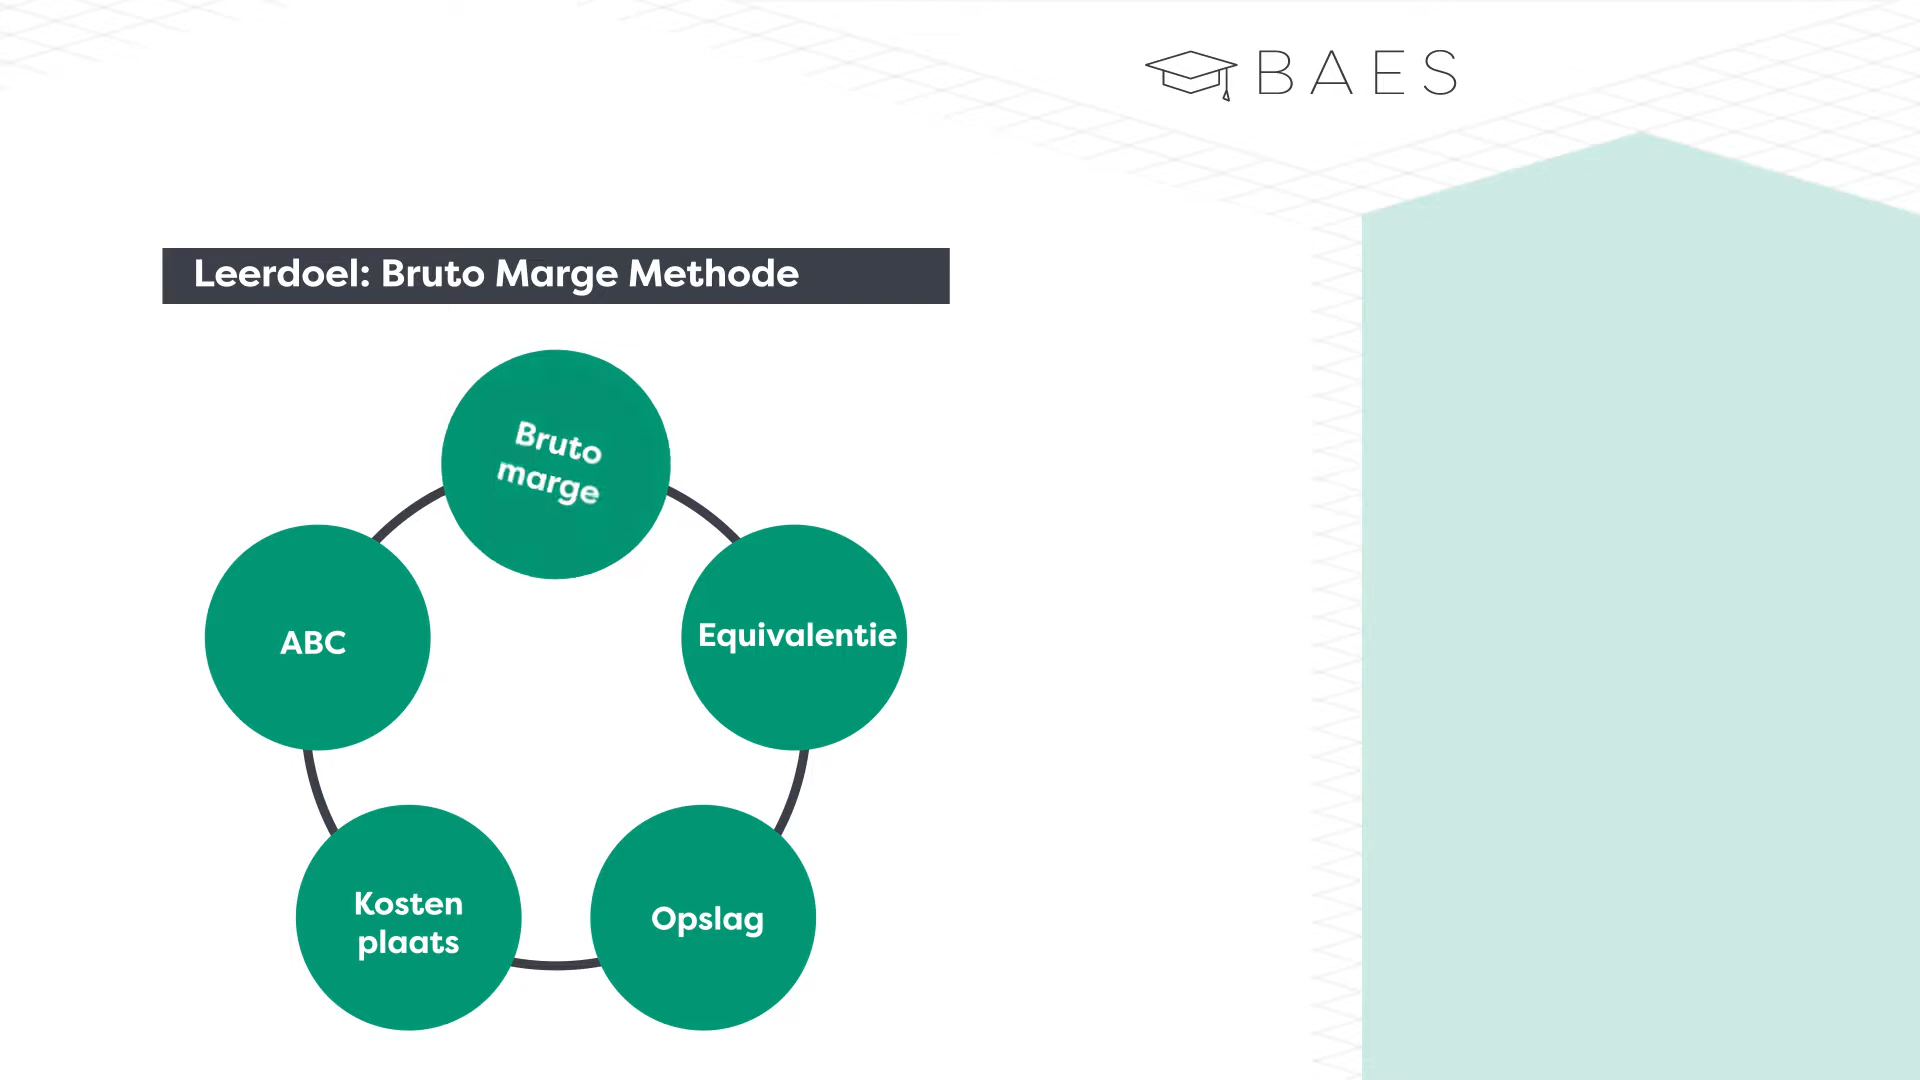 BAES
Leerdoel: Bruto Marge Methode
Bruto
marge
ABC
Equivalentie
Kosten
plaats
Opslag